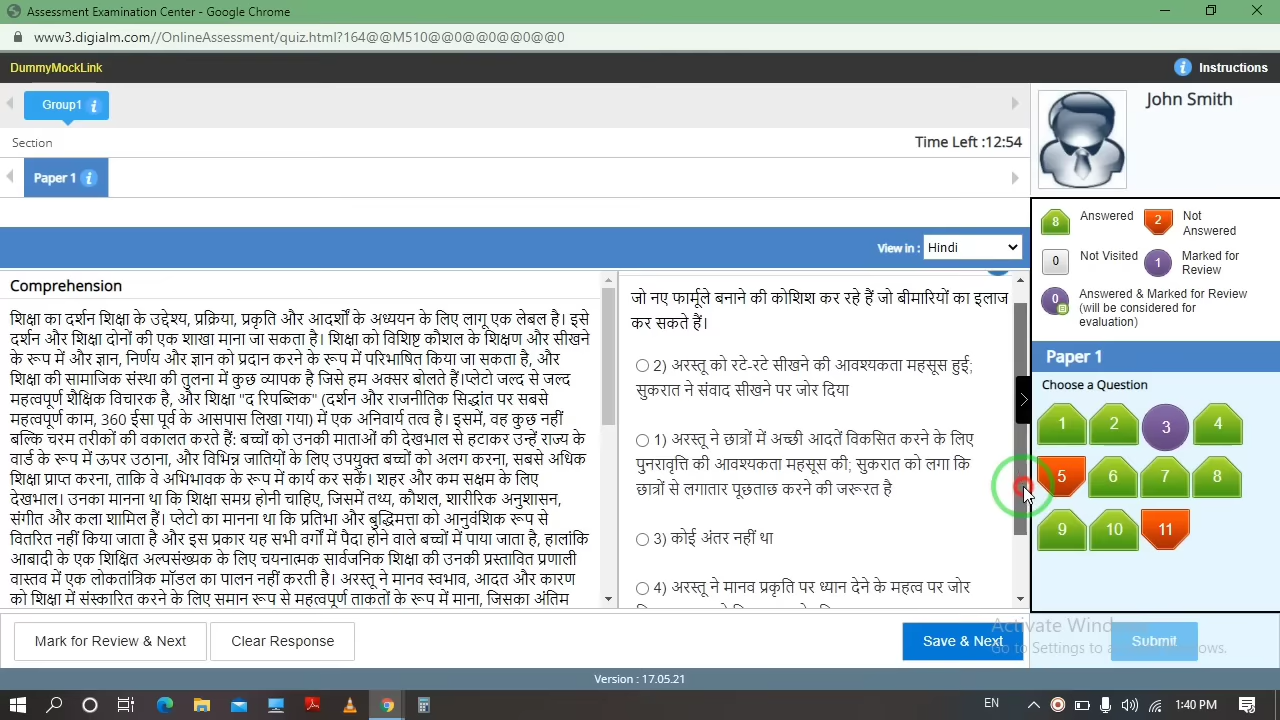 Assessment Examination Center - Google Chrome
www3.digialm.com//OnlineAssessment/quiz.html?164@@M510@@0@@0@@0@@0
DummyMockLink
Instructions
Group1
John Smith
Section
Time Left :12:54
Paper 1
8 Answered
2 Not Answered
0 Not Visited
1 Marked for Review
0 Answered & Marked for Review (will be considered for evaluation)
View in : Hindi
Comprehension
शिक्षा का दर्शन शिक्षा के उद्देश्य, प्रक्रिया, प्रकृति और आदर्शों के अध्ययन के लिए लागू एक लेबल है। इसे
दर्शन और शिक्षा दोनों की एक शाखा माना जा सकता है। शिक्षा को विशिष्ट कौशल के शिक्षण और सीखने
के रूप में और ज्ञान, निर्णय और ज्ञान को प्रदान करने के रूप में परिभाषित किया जा सकता है, और
शिक्षा की सामाजिक संस्था की तुलना में कुछ व्यापक है जिसे हम अक्सर बोलते हैं।प्लेटो जल्द से जल्द
महत्वपूर्ण शैक्षिक विचारक है, और शिक्षा "द रिपब्लिक" (दर्शन और राजनीतिक सिद्धांत पर सबसे
महत्वपूर्ण काम, 360 ईसा पूर्व के आसपास लिखा गया) में एक अनिवार्य तत्व है। इसमें, वह कुछ नहीं
बल्कि चरम तरीकों की वकालत करते हैं: बच्चों को उनकी माताओं की देखभाल से हटाकर उन्हें राज्य के
वार्ड के रूप में ऊपर उठाना, और विभिन्न जातियों के लिए उपयुक्त बच्चों को अलग करना, सबसे अधिक
शिक्षा प्राप्त करना, ताकि वे अभिभावक के रूप में कार्य कर सकें। शहर और कम सक्षम के लिए
देखभाल। उनका मानना था कि शिक्षा समग्र होनी चाहिए, जिसमें तथ्य, कौशल, शारीरिक अनुशासन,
संगीत और कला शामिल हैं। प्लेटो का मानना था कि प्रतिभा और बुद्धिमत्ता को आनुवंशिक रूप से
वितरित नहीं किया जाता है और इस प्रकार यह सभी वर्गों में पैदा होने वाले बच्चों में पाया जाता है, हालांकि
आबादी के एक शिक्षित अल्पसंख्यक के लिए चयनात्मक सार्वजनिक शिक्षा की उनकी प्रस्तावित प्रणाली
वास्तव में एक लोकतांत्रिक मॉडल का पालन नहीं करती है। अरस्तू ने मानव स्वभाव, आदत और कारण
को शिक्षा में संस्कारित करने के लिए समान रूप से महत्वपूर्ण ताकतों के रूप में माना, जिसका अंतिम
जो नए फार्मूले बनाने की कोशिश कर रहे हैं जो बीमारियों का इलाज
कर सकते हैं।
2) अरस्तू को रटे-रटे सीखने की आवश्यकता महसूस हुई;
सुकरात ने संवाद सीखने पर जोर दिया
1) अरस्तू ने छात्रों में अच्छी आदतें विकसित करने के लिए
पुनरावृत्ति की आवश्यकता महसूस की; सुकरात को लगा कि
छात्रों से लगातार पूछताछ करने की जरूरत है
3) कोई अंतर नहीं था
4) अरस्तू ने मानव प्रकृति पर ध्यान देने के महत्व पर जोर
Paper 1
Choose a Question
1 2 3 4
5 6 7 8
9 10 11
Mark for Review & Next
Clear Response
Save & Next
Submit
Activate Wind
Go to Settings to a ows.
Version : 17.05.21
EN
1:40 PM